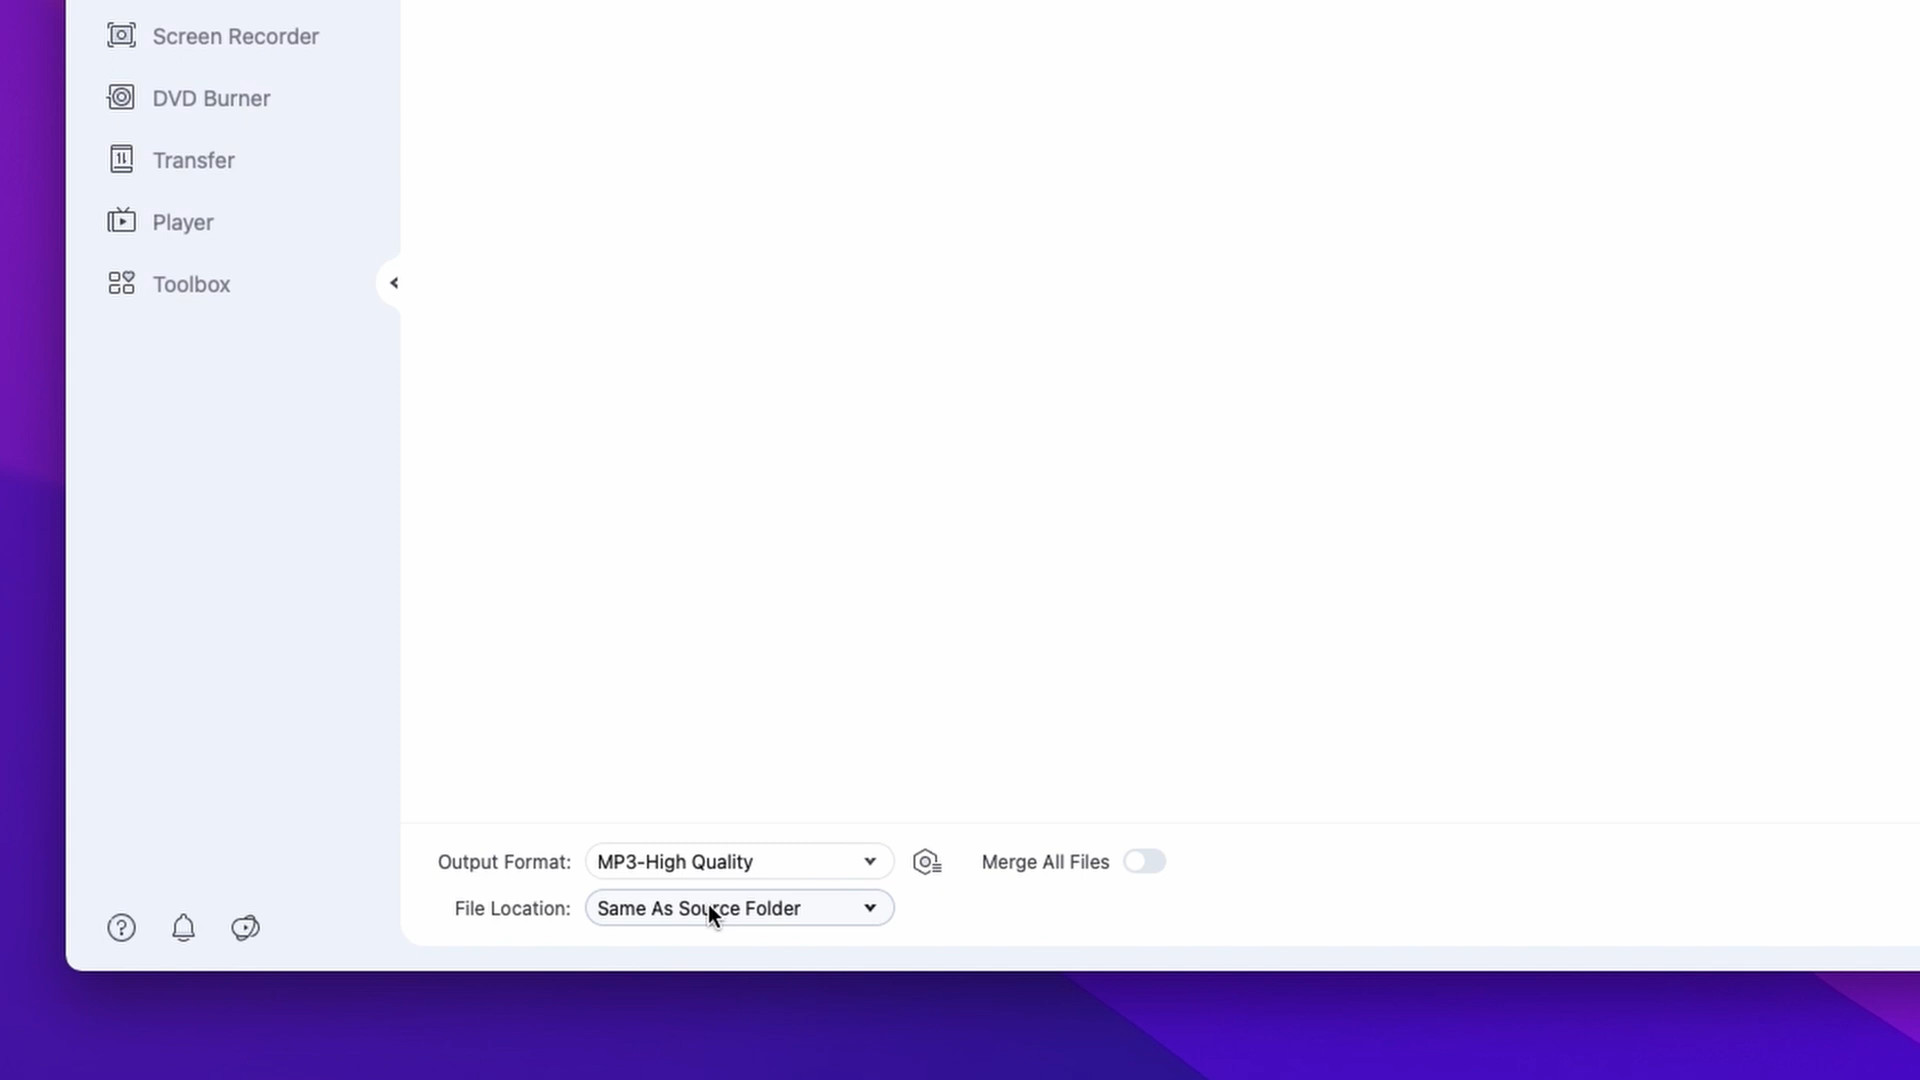 Screen Recorder
DVD Burner
Transfer
Player
Toolbox
Output Format: MP3-High Quality Merge All Files
File Location: Same As Source Folder